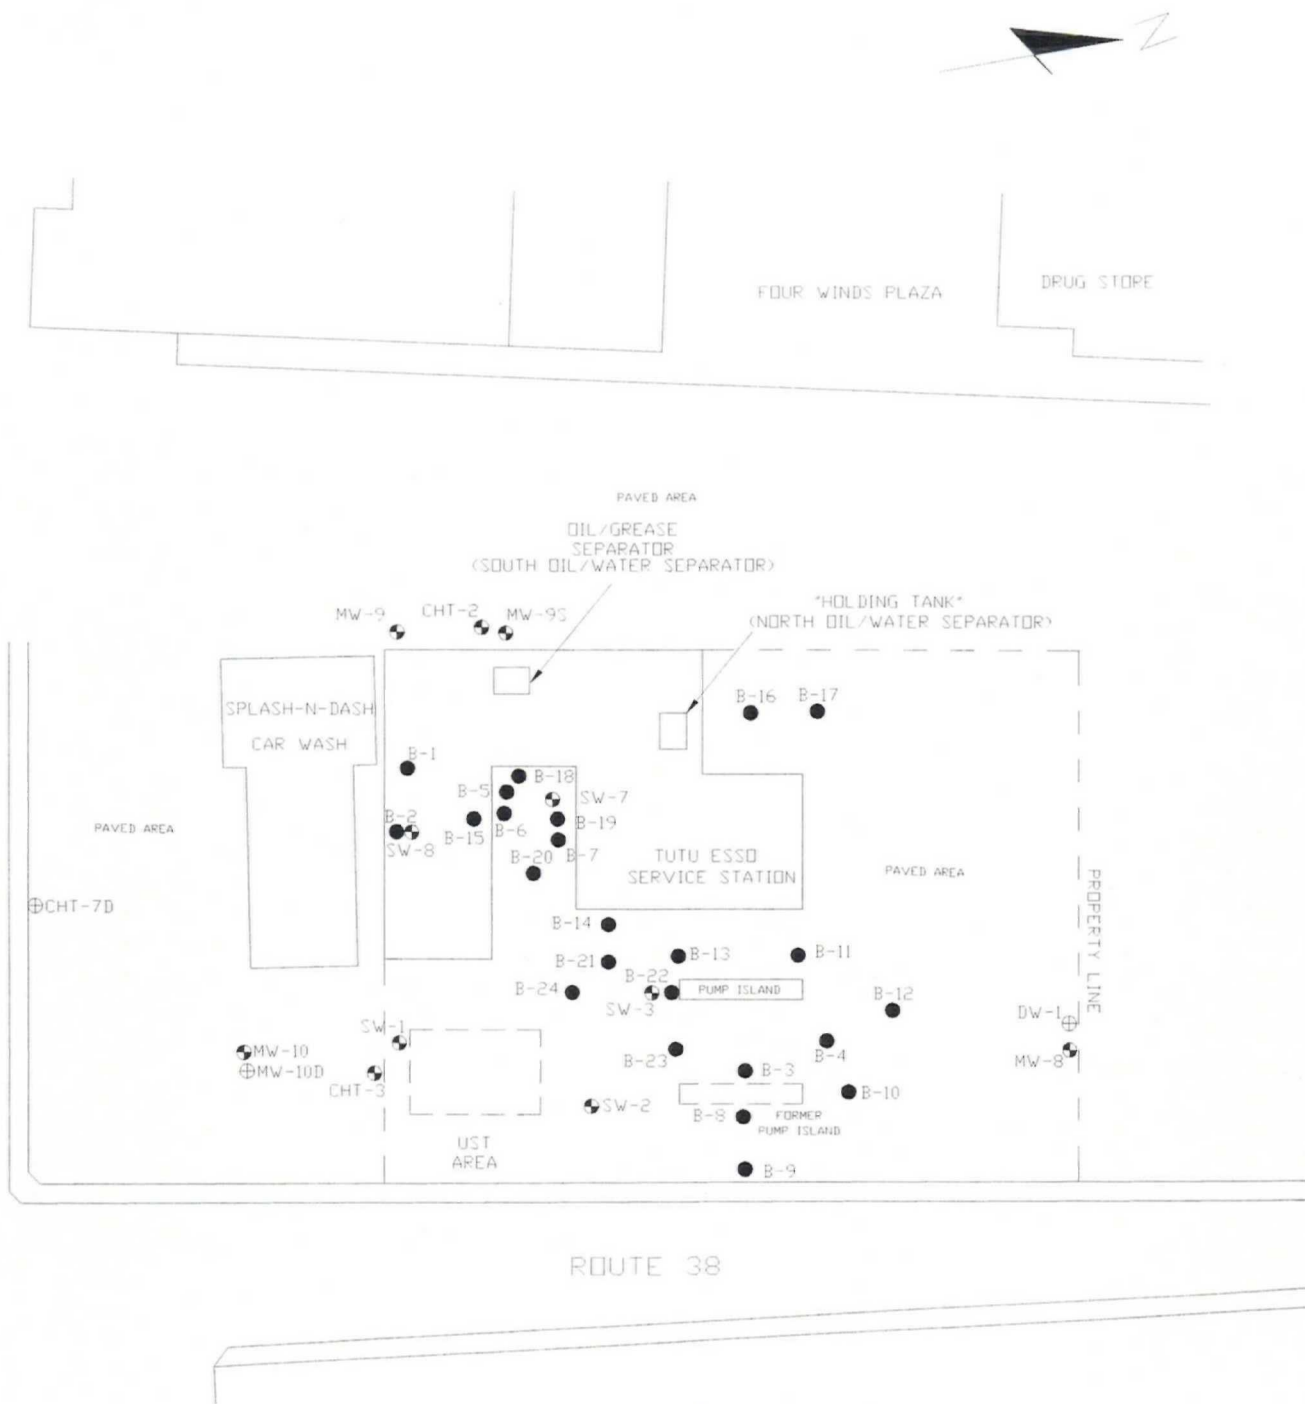 N
FOUR WINDS PLAZA
DRUG STORE
PAVED AREA
OIL/GREASE
SEPARATOR
(SOUTH OIL/WATER SEPARATOR)
"HOLDING TANK"
(NORTH OIL/WATER SEPARATOR)
MW-9
CHT-2
MW-9S
SPLASH-N-DASH
CAR WASH
B-16
B-17
B-1
B-18
B-5
SW-7
B-2
B-6
B-19
B-15
SW-8
B-7
PAVED AREA
B-20
TUTU ESSO
SERVICE STATION
PAVED AREA
PROPERTY LINE
CHT-7D
B-14
B-13
B-11
B-21
B-22
B-24
PUMP ISLAND
SW-3
B-12
DW-1
SW-1
MW-10
B-23
B-4
MW-8
MW-10D
B-3
CHT-3
B-10
SW-2
B-8
FORMER
PUMP ISLAND
UST
AREA
B-9
ROUTE 38